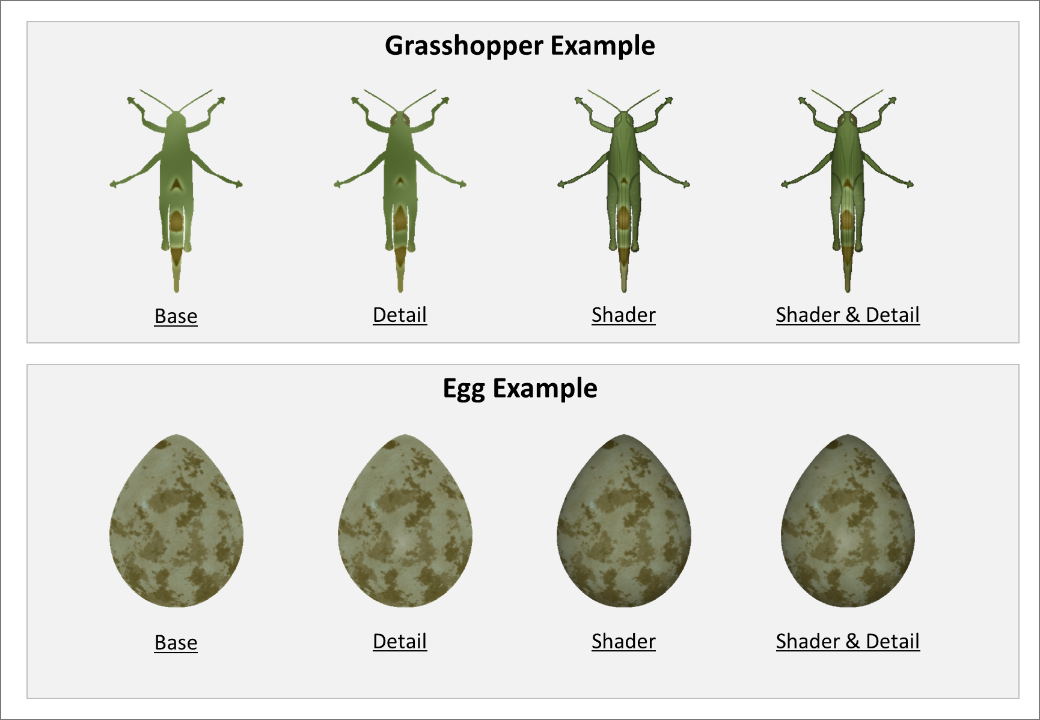 Grasshopper Example
Base
Detail
Shader
Shader & Detail
Egg Example
Base
Detail
Shader
Shader & Detail